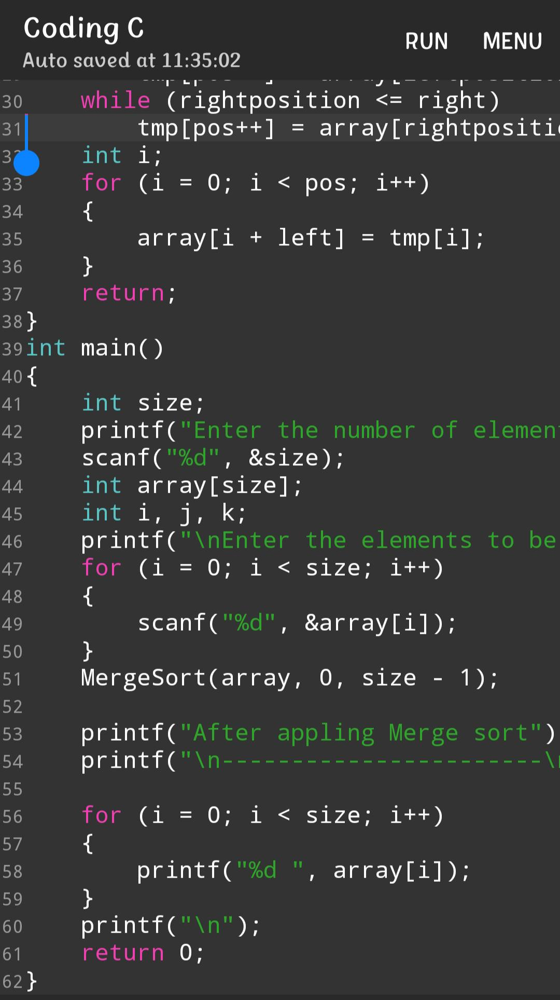 Coding C
Auto saved at 11:35:02
RUN MENU
30 while (rightposition <= right)
31 tmp[pos++] = array[
32 int i;
33 for (i = 0; i < pos; i++)
34 {
35 array[i + left] = tmp[i];
36 }
37 return;
38 }
39 int main()
40 {
41 int size;
42 printf("Enter the number of
43 scanf("%d", &size);
44 int array[size];
45 int i, j, k;
46 printf("\nEnter the elements to be
47 for (i = 0; i < size; i++)
48 {
49 scanf("%d", &array[i]);
50 }
51 MergeSort(array, 0, size - 1);
52
53 printf("After appling Merge sort")
54 printf("\n-----------------------\
55
56 for (i = 0; i < size; i++)
57 {
58 printf("%d ", array[i]);
59 }
60 printf("\n");
61 return 0;
62 }